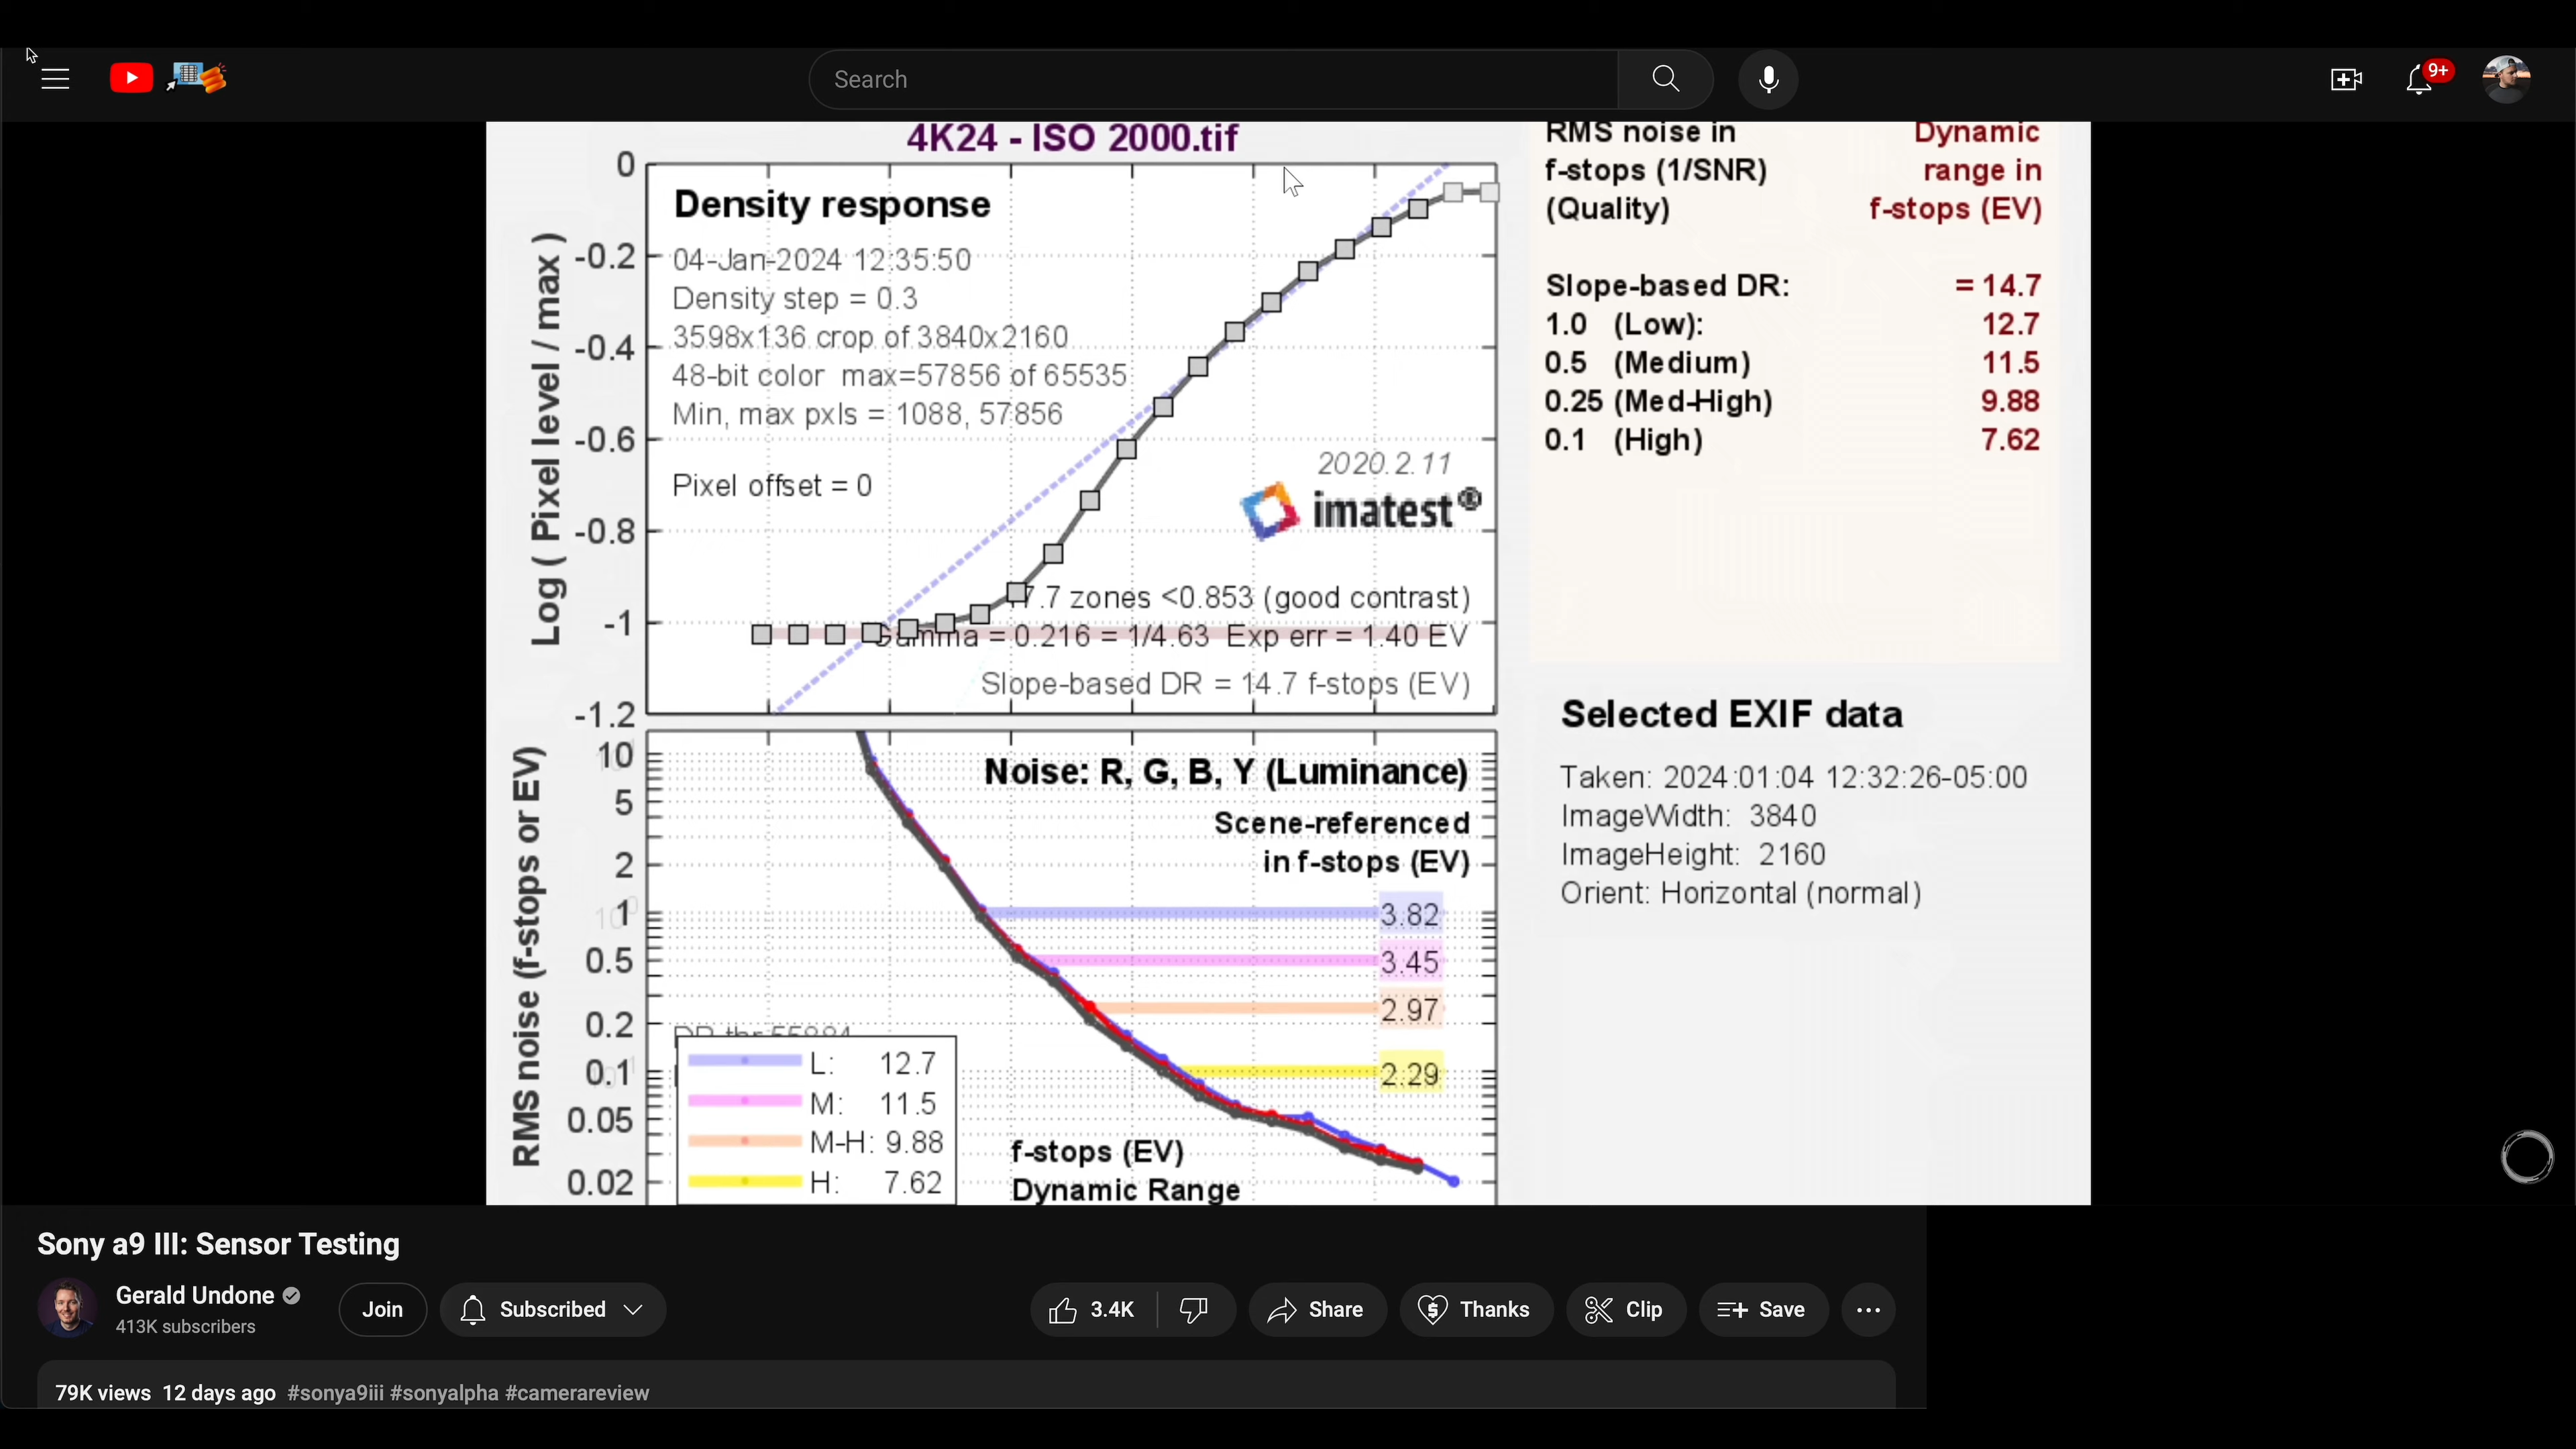 Search
9+
4K24 - ISO 2000.tif
Density response
04-Jan-2024 12:35:50
Density step = 0.3
3598x136 crop of 3840x2160
48-bit color max=57856 of 65535
Min, max pxls = 1088, 57856
Pixel offset = 0
2020.2.11
imatest®
7.7 zones <0.853 (good contrast)
Gamma = 0.216 = 1/4.63 Exp err = 1.40 EV
Slope-based DR = 14.7 f-stops (EV)
Log ( Pixel level / max )
0
-0.2
-0.4
-0.6
-0.8
-1
-1.2
RMS noise in Dynamic
f-stops (1/SNR) range in
(Quality) f-stops (EV)
Slope-based DR: = 14.7
1.0 (Low): 12.7
0.5 (Medium) 11.5
0.25 (Med-High) 9.88
0.1 (High) 7.62
Selected EXIF data
Taken: 2024:01:04 12:32:26-05:00
ImageWidth: 3840
ImageHeight: 2160
Orient: Horizontal (normal)
RMS noise (f-stops or EV)
10
5
2
1
0.5
0.2
0.1
0.05
0.02
Noise: R, G, B, Y (Luminance)
Scene-referenced
in f-stops (EV)
3.82
3.45
2.97
2.29
L: 12.7
M: 11.5
M-H: 9.88
H: 7.62
f-stops (EV)
Dynamic Range
Sony a9 III: Sensor Testing
Gerald Undone
413K subscribers
Join
Subscribed
3.4K
Share
Thanks
Clip
Save
79K views 12 days ago #sonya9iii #sonyalpha #camerareview